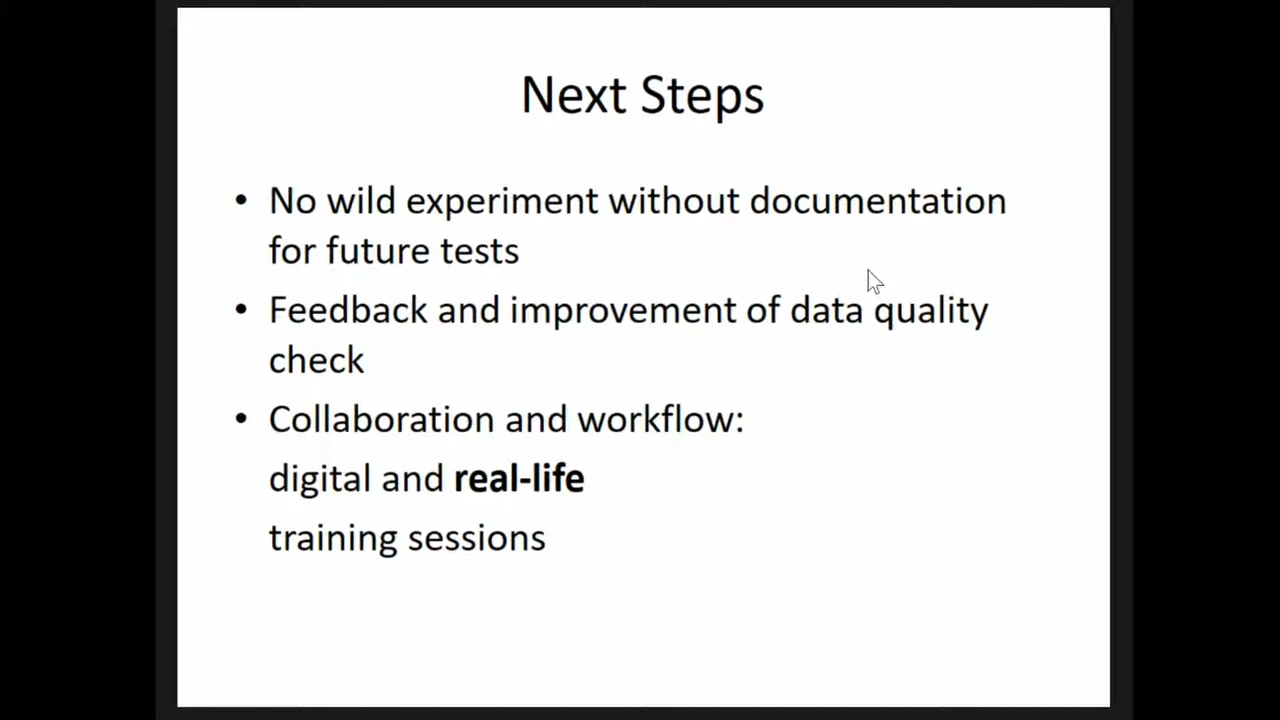 Next Steps
• No wild experiment without documentation
for future tests
• Feedback and improvement of data quality
check
• Collaboration and workflow:
digital and real-life
training sessions